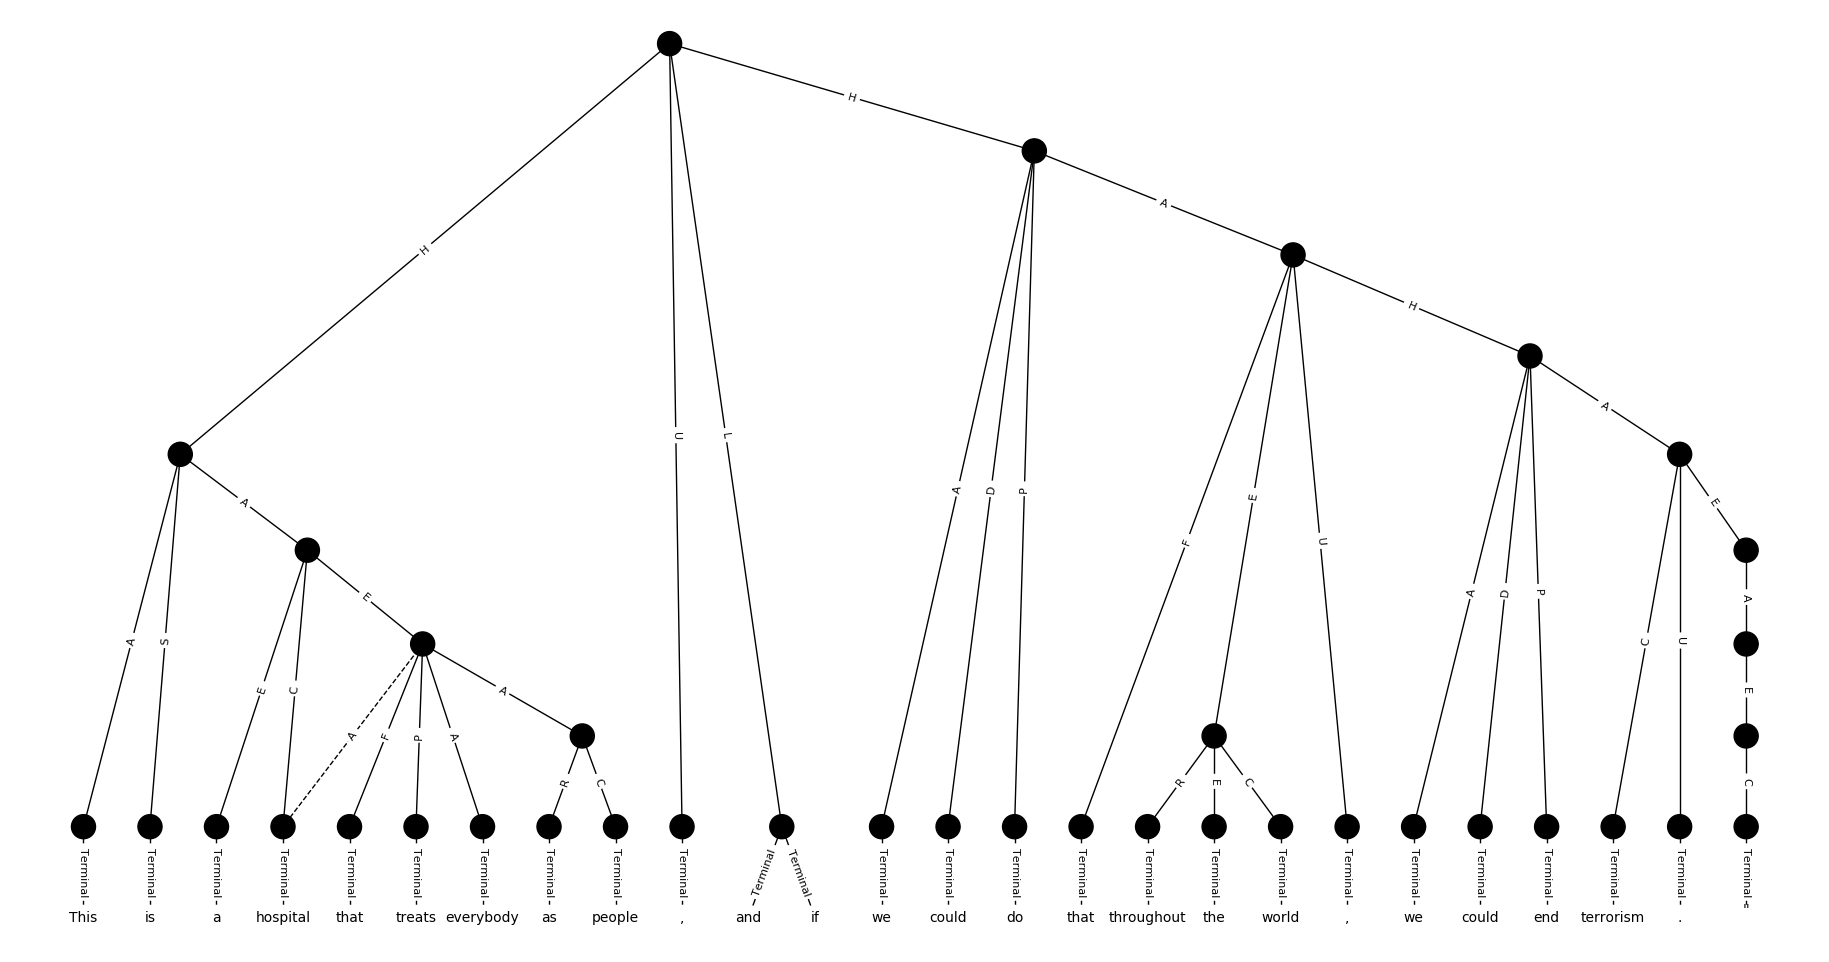 H
H
A
H
A
H
U
L
A
D
P
F
E
U
A
D
P
C
U
E
A
S
A
E
C
E
A
F
P
A
A
R
C
R
E
C
A
E
C
Terminal Terminal Terminal Terminal Terminal Terminal Terminal Terminal Terminal Terminal Terminal Terminal Terminal Terminal Terminal Terminal Terminal Terminal Terminal Terminal Terminal Terminal Terminal Terminal Terminal Terminal
This is a hospital that treats everybody as people , and if we could do that throughout the world , we could end terrorism .